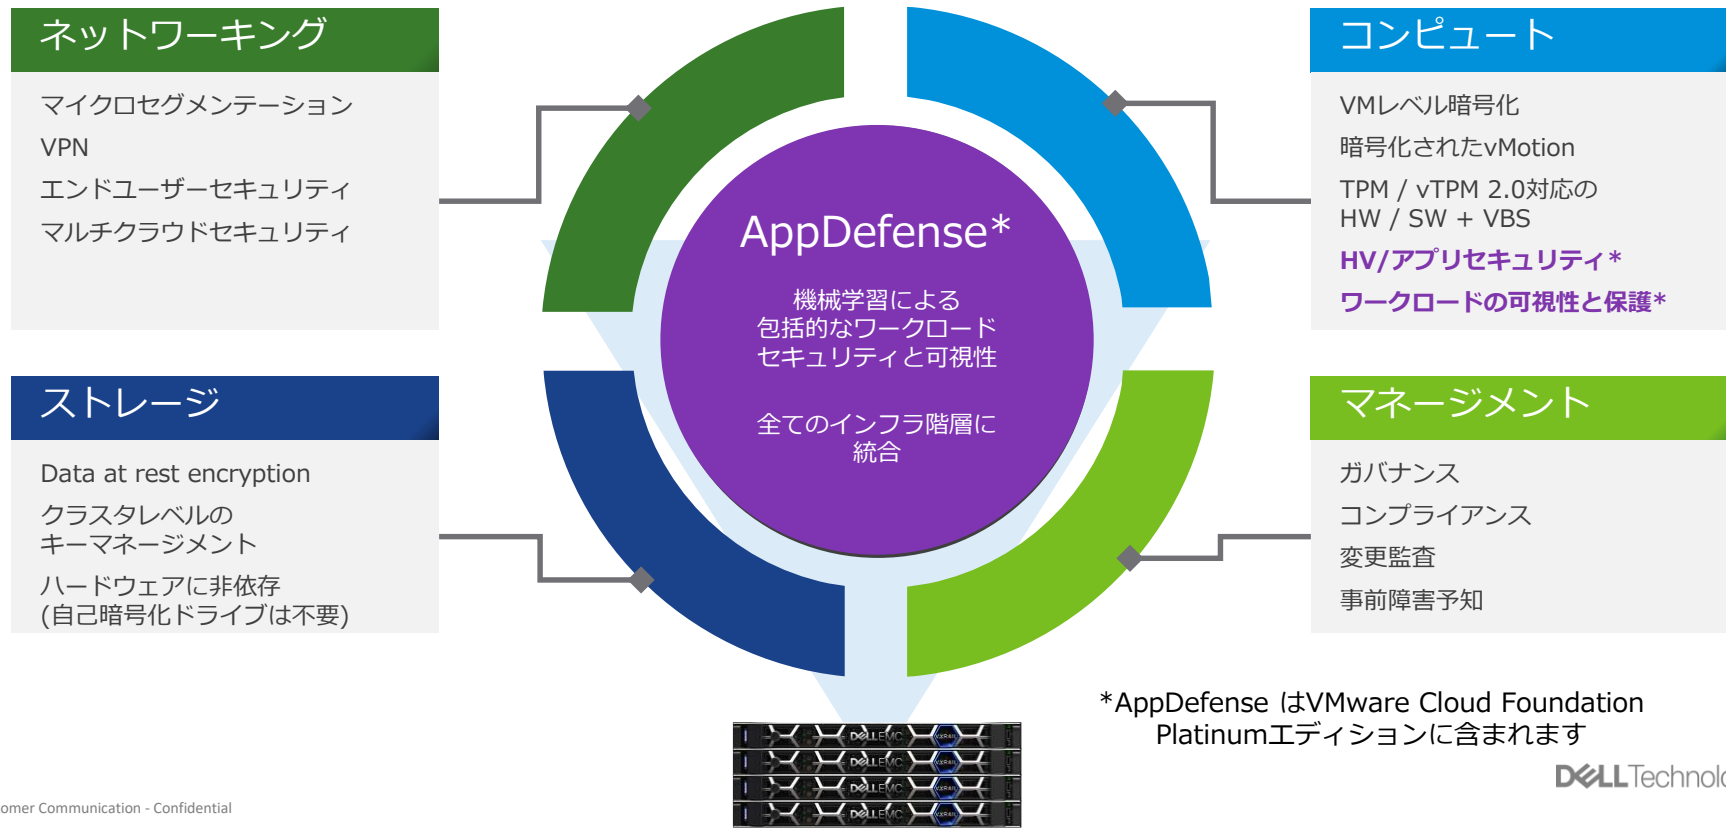 ネットワーキング
マイクロセグメンテーション
VPN
エンドユーザーセキュリティ
マルチクラウドセキュリティ
コンピュート
VMレベル暗号化
暗号化されたvMotion
TPM / vTPM 2.0対応の
HW / SW + VBS
HV/アプリセキュリティ*
ワークロードの可視性と保護*
AppDefense*
機械学習による
包括的なワークロード
セキュリティと可視性
全てのインフラ階層に
統合
ストレージ
Data at rest encryption
クラスタレベルの
キーマネージメント
ハードウェアに非依存
(自己暗号化ドライブは不要)
マネージメント
ガバナンス
コンプライアンス
変更監査
事前障害予知
*AppDefense はVMware Cloud Foundation
Platinumエディションに含まれます
DELLEMC VXRAIL
DELLEMC VXRAIL
DELLEMC VXRAIL
DELLEMC VXRAIL
DELLTechnolo
omer Communication - Confidential